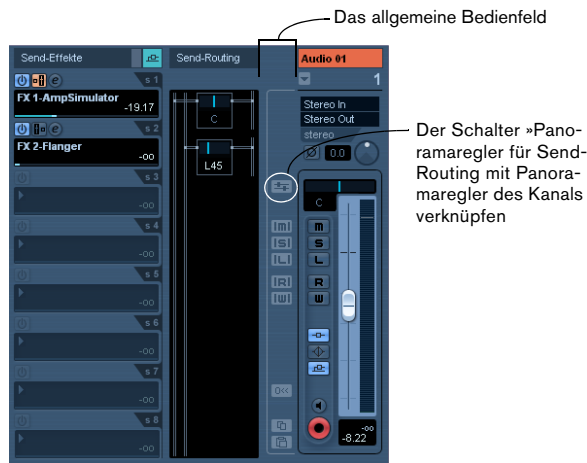 Das allgemeine Bedienfeld
Send-Effekte
Send-Routing
Audio 01
s 1
1
FX 1-AmpSimulator
-19.17
C
Stereo In
Stereo Out
stereo
s 2
FX 2-Flanger
-oo
L45
0.0
Der Schalter »Pano-
ramaregler für Send-
Routing mit Panora-
maregler des Kanals
verknüpfen
s 3
-oo
C
s 4
-oo
|M|
|S|
|L|
|R|
|W|
m
S
L
R
W
s 5
-oo
s 6
-oo
s 7
-oo
0<<
s 8
-oo
-oo
-8.22
e
e